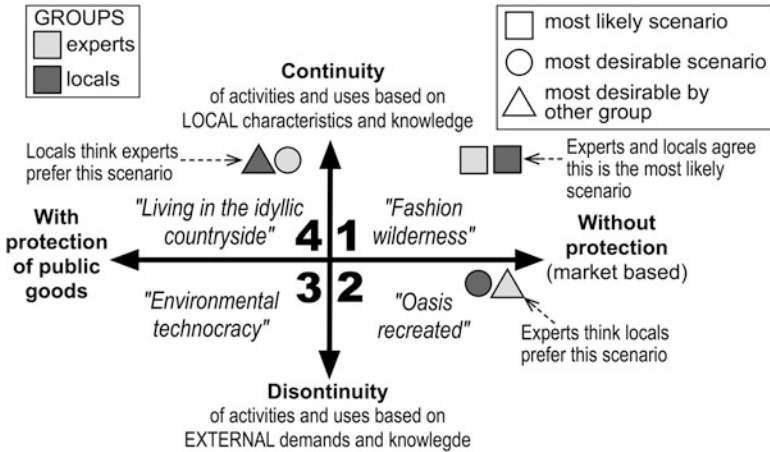 GROUPS
experts
locals
most likely scenario
most desirable scenario
most desirable by
other group
Continuity
of activities and uses based on
LOCAL characteristics and knowledge
Locals think experts
prefer this scenario
Experts and locals agree
this is the most likely
scenario
With
protection
of public
goods
"Living in the idyllic
countryside"
4
1
"Fashion
wilderness"
Without
protection
(market based)
3
2
"Environmental
technocracy"
"Oasis
recreated"
Experts think locals
prefer this scenario
Discontinuity
of activities and uses based on
EXTERNAL demands and knowlegde